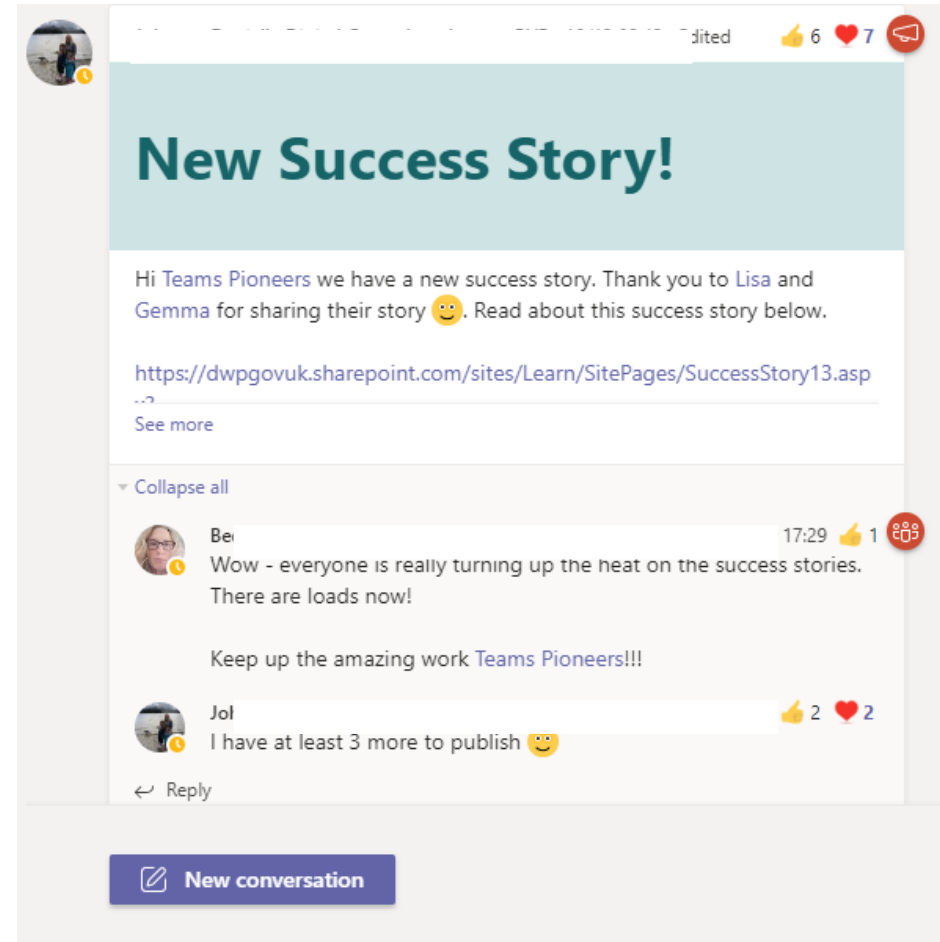 dited 6 7
New Success Story!
Hi Teams Pioneers we have a new success story. Thank you to Lisa and
Gemma for sharing their story 🙂. Read about this success story below.
https://dwpgovuk.sharepoint.com/sites/Learn/SitePages/SuccessStory13.asp
See more
Collapse all
17:29 1
Wow - everyone is really turning up the heat on the success stories.
There are loads now!
Keep up the amazing work Teams Pioneers!!!
Joh 2 2
I have at least 3 more to publish 🙂
Reply
New conversation